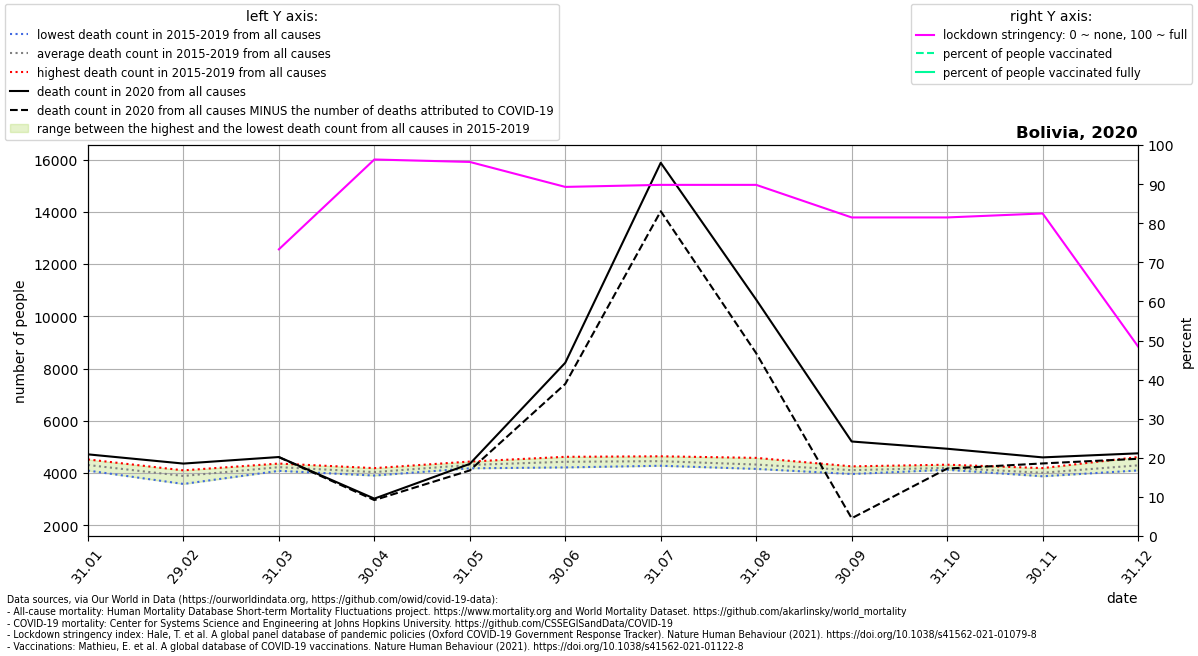 left Y axis:
lowest death count in 2015-2019 from all causes
average death count in 2015-2019 from all causes
highest death count in 2015-2019 from all causes
death count in 2020 from all causes
death count in 2020 from all causes MINUS the number of deaths attributed to COVID-19
range between the highest and the lowest death count from all causes in 2015-2019
right Y axis:
lockdown stringency: 0 ~ none, 100 ~ full
percent of people vaccinated
percent of people vaccinated fully
Bolivia, 2020
number of people
16000
14000
12000
10000
8000
6000
4000
2000
100
90
80
70
60
50
40
30
20
10
0
percent
31.01
29.02
31.03
30.04
31.05
30.06
31.07
31.08
30.09
31.10
30.11
31.12
date
Data sources, via Our World in Data (https://ourworldindata.org, https://github.com/owid/covid-19-data):
- All-cause mortality: Human Mortality Database Short-term Mortality Fluctuations project. https://www.mortality.org and World Mortality Dataset. https://github.com/akarlinsky/world_mortality
- COVID-19 mortality: Center for Systems Science and Engineering at Johns Hopkins University. https://github.com/CSSEGISandData/COVID-19
- Lockdown stringency index: Hale, T. et al. A global panel database of pandemic policies (Oxford COVID-19 Government Response Tracker). Nature Human Behaviour (2021). https://doi.org/10.1038/s41562-021-01079-8
- Vaccinations: Mathieu, E. et al. A global database of COVID-19 vaccinations. Nature Human Behaviour (2021). https://doi.org/10.1038/s41562-021-01122-8